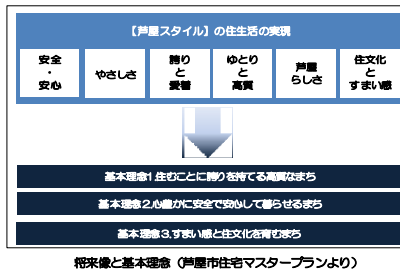 【芦屋スタイル】の住生活の実現
安全
・
安心
やさしさ
誇り
と
愛着
ゆとり
と
高質
芦屋
らしさ
住文化
と
すまい感
基本理念1.住むことに誇りを持てる高質なまち
基本理念2.心豊かに安全で安心して暮らせるまち
基本理念3.すまい感と住文化を育むまち
将来像と基本理念（芦屋市住宅マスタープランより）